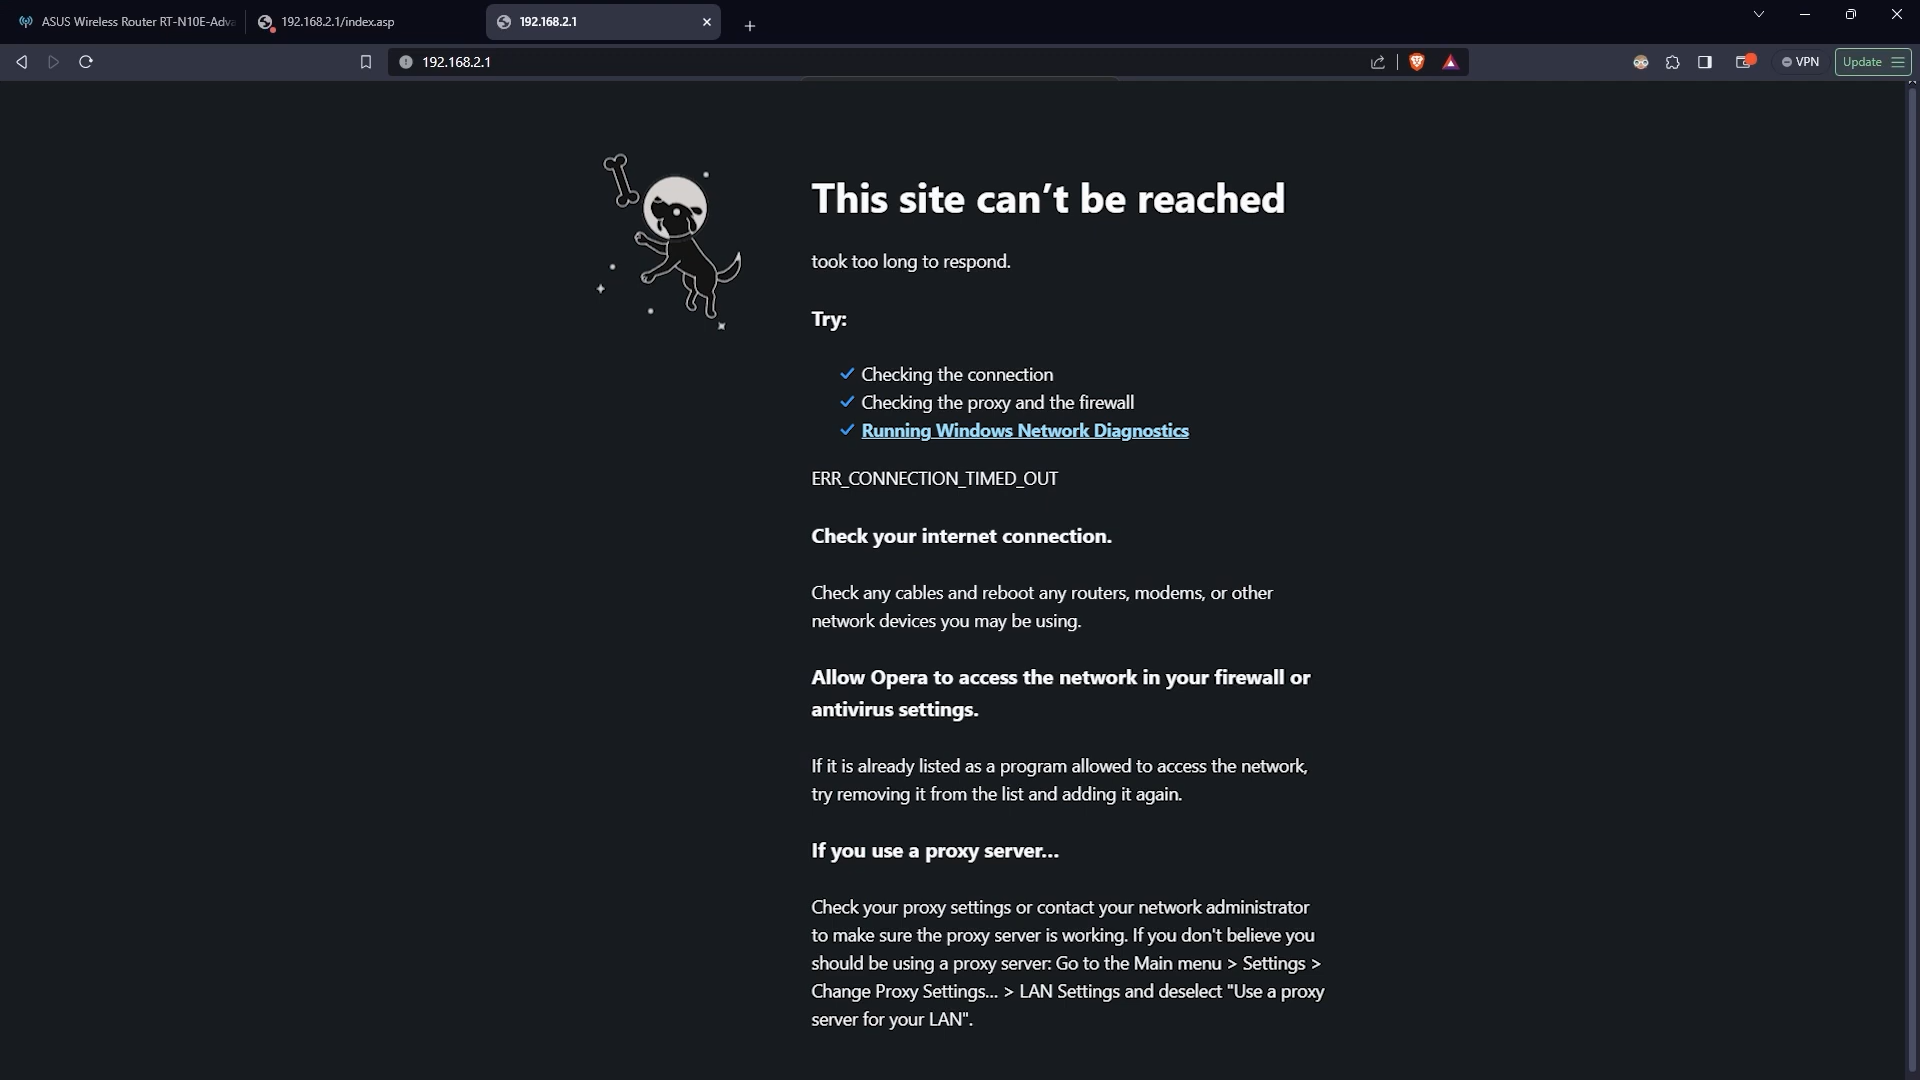 ASUS Wireless Router RT-N10E-Adva
192.168.2.1/index.asp
192.168.2.1
192.168.2.1
VPN
Update
This site can’t be reached
took too long to respond.
Try:
Checking the connection
Checking the proxy and the firewall
Running Windows Network Diagnostics
ERR_CONNECTION_TIMED_OUT
Check your internet connection.
Check any cables and reboot any routers, modems, or other
network devices you may be using.
Allow Opera to access the network in your firewall or
antivirus settings.
If it is already listed as a program allowed to access the network,
try removing it from the list and adding it again.
If you use a proxy server…
Check your proxy settings or contact your network administrator
to make sure the proxy server is working. If you don't believe you
should be using a proxy server: Go to the Main menu > Settings >
Change Proxy Settings… > LAN Settings and deselect "Use a proxy
server for your LAN".